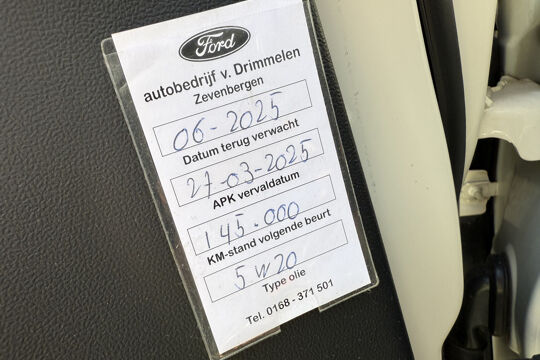 Ford
autobedrijf v. Drimmelen
Zevenbergen
06-2025
Datum terug verwacht
27-03-2025
APK vervaldatum
145.000
KM-stand volgende beurt
5W20
Type olie
Tel. 0168-371 501